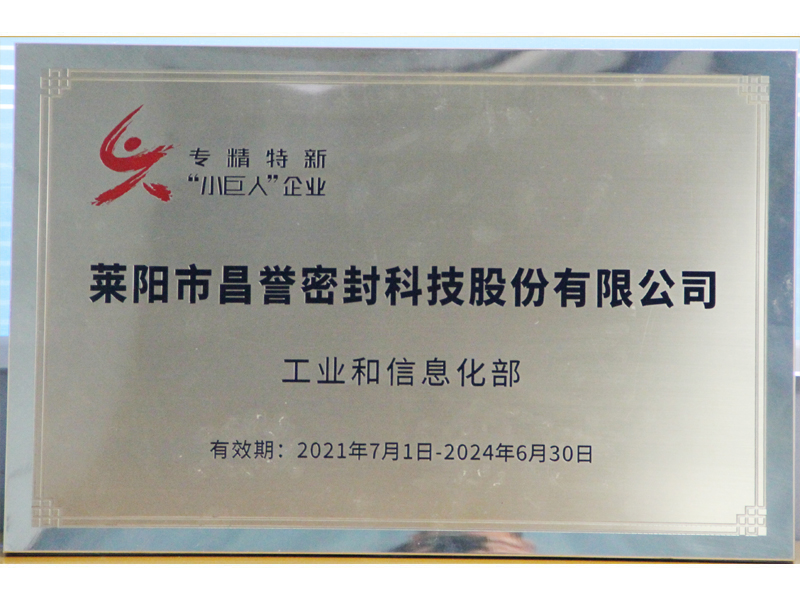 专精特新
“小巨人”企业
莱阳市昌誉密封科技股份有限公司
工业和信息化部
有效期：2021年7月1日-2024年6月30日